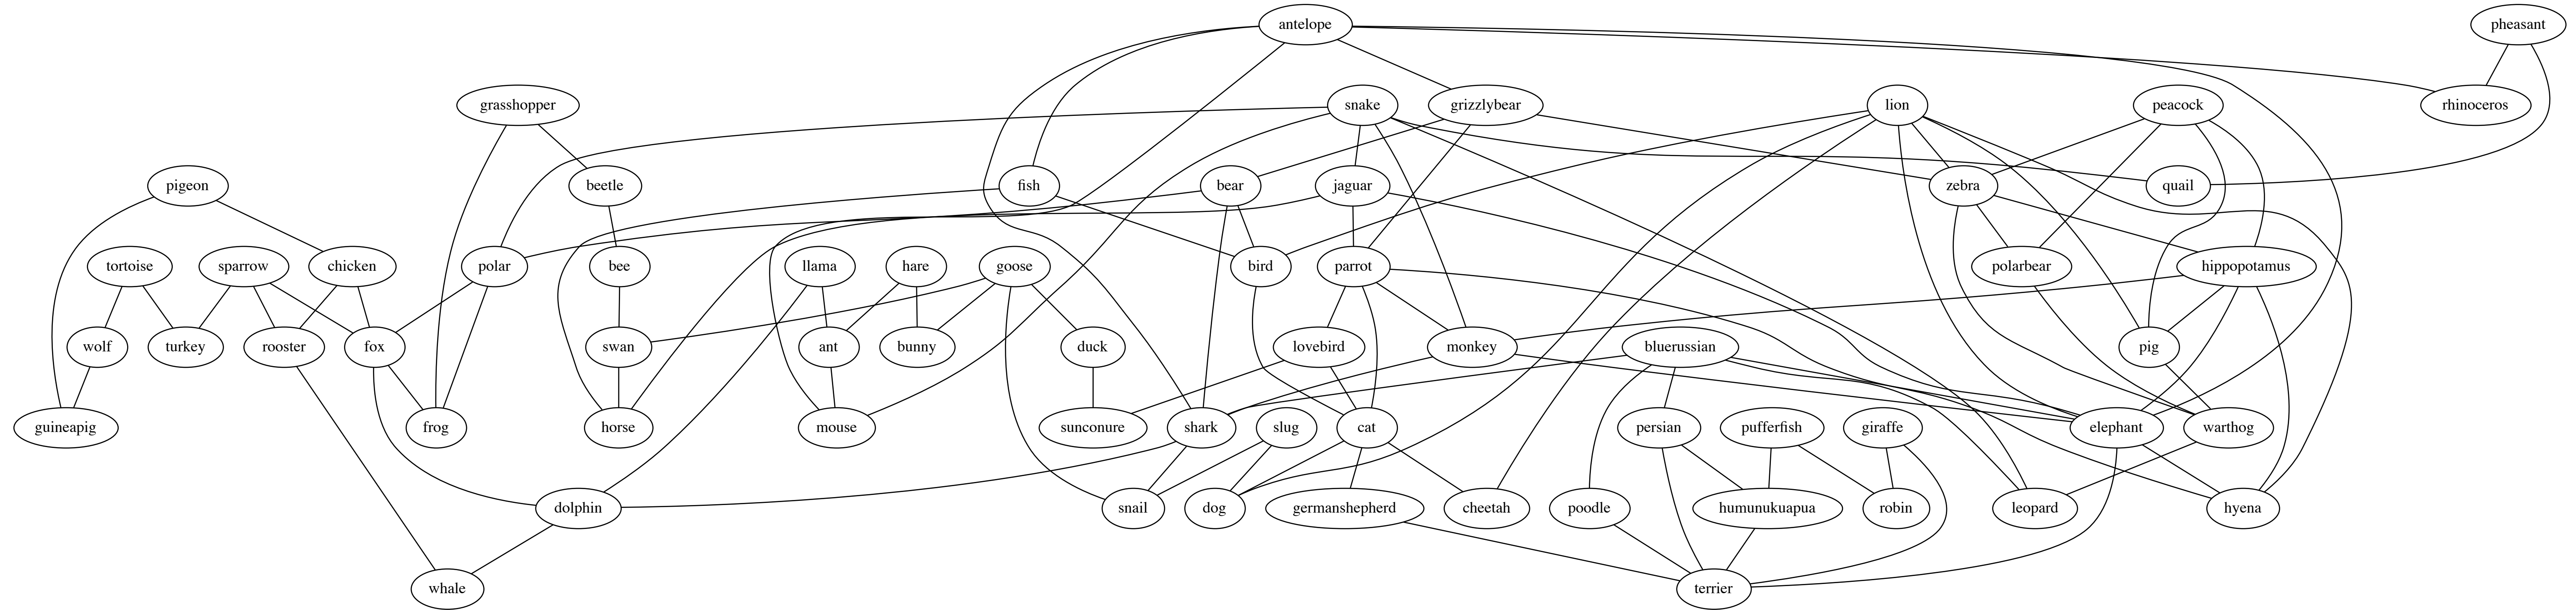 antelope
pheasant
grasshopper
snake
grizzlybear
lion
peacock
rhinoceros
pigeon
beetle
fish
bear
jaguar
zebra
quail
tortoise
sparrow
chicken
polar
bee
llama
hare
goose
bird
parrot
polarbear
hippopotamus
wolf
turkey
rooster
fox
swan
ant
bunny
duck
lovebird
monkey
bluerussian
pig
guineapig
frog
horse
mouse
sunconure
shark
slug
cat
persian
pufferfish
giraffe
elephant
warthog
dolphin
snail
dog
germanshepherd
cheetah
poodle
humunukuapua
robin
leopard
hyena
whale
terrier